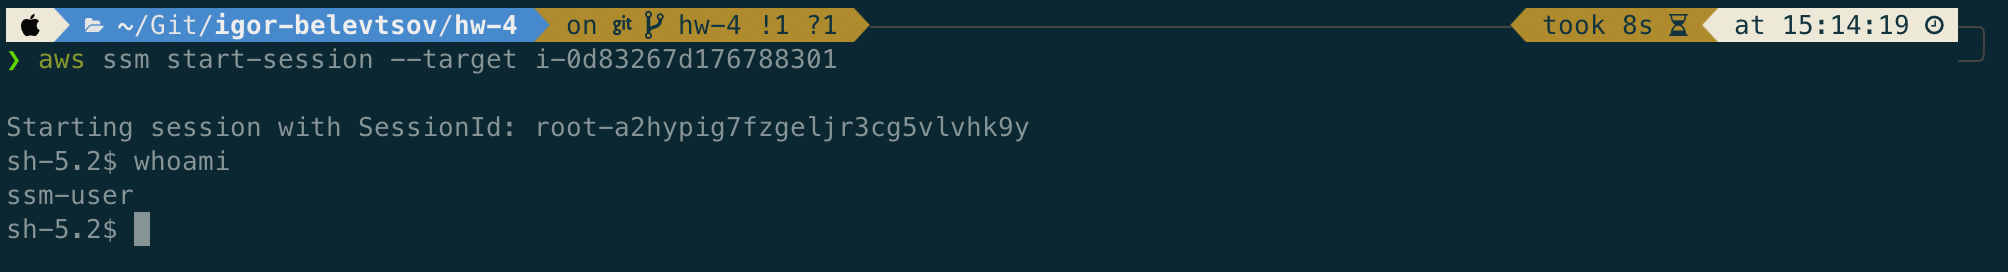 ~/Git/igor-belevtsov/hw-4 on git hw-4 !1 ?1 took 8s at 15:14:19
❯ aws ssm start-session --target i-0d83267d176788301
Starting session with SessionId: root-a2hypig7fzgeljr3cg5vlvhk9y
sh-5.2$ whoami
ssm-user
sh-5.2$